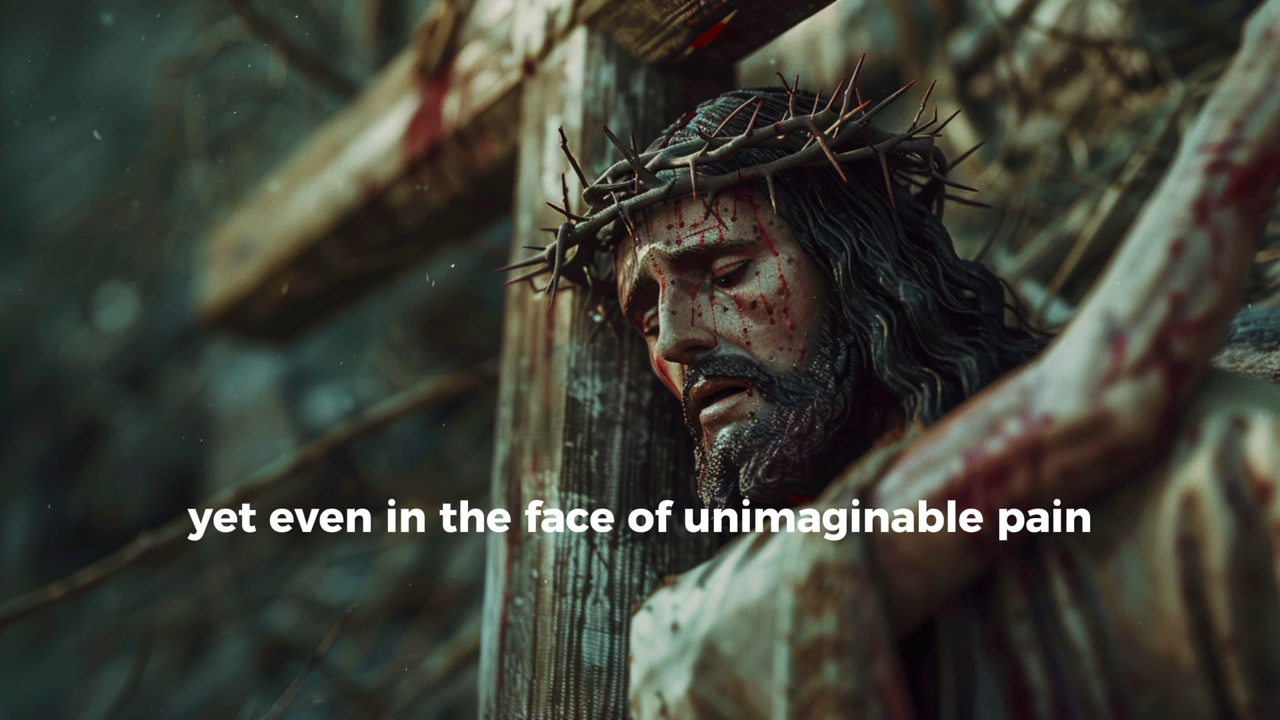 yet even in the face of unimaginable pain